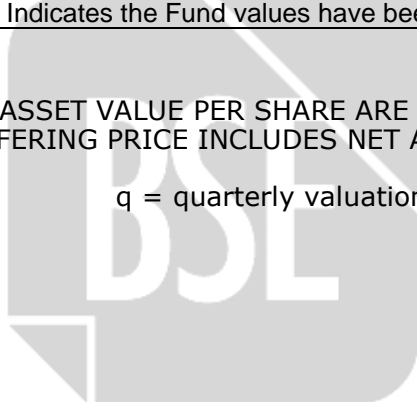 Indicates the Fund values have bee
ASSET VALUE PER SHARE ARE
FERING PRICE INCLUDES NET A
q = quarterly valuation
BSE